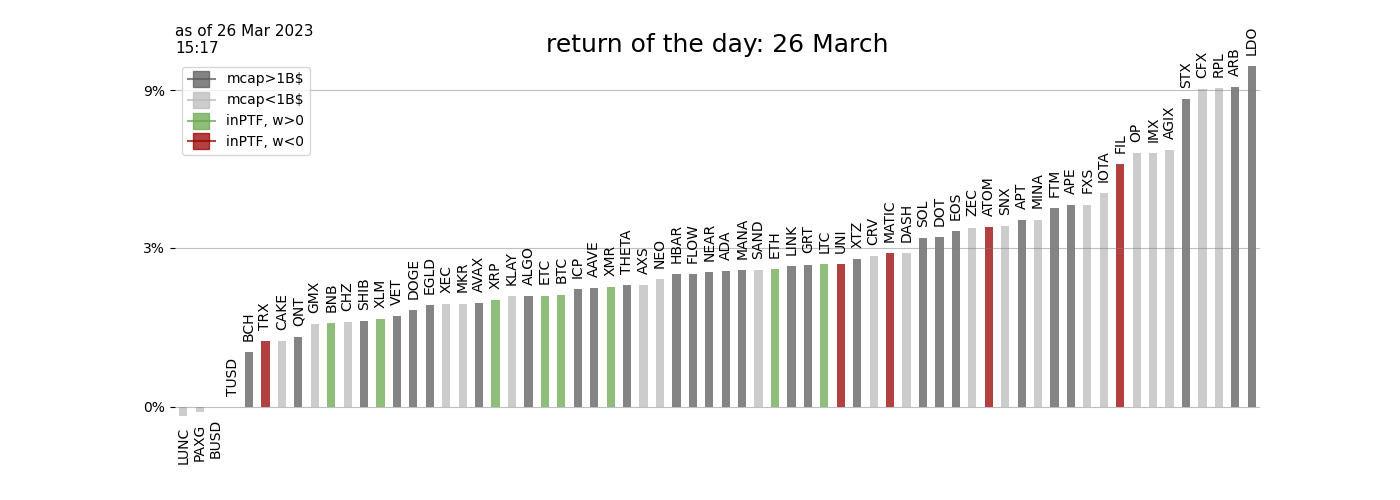 as of 26 Mar 2023
15:17
return of the day: 26 March
mcap>1B$
mcap<1B$
inPTF, w>0
inPTF, w<0
9%
3%
0%
LUNC
PAXG
BUSD
TUSD
BCH
TRX
CAKE
QNT
GMX
BNB
CHZ
SHIB
XLM
VET
DOGE
EGLD
XEC
MKR
AVAX
XRP
KLAY
ALGO
ETC
BTC
ICP
AAVE
XMR
THETA
AXS
NEO
HBAR
FLOW
NEAR
ADA
MANA
SAND
ETH
LINK
GRT
LTC
UNI
XTZ
CRV
MATIC
DASH
SOL
DOT
EOS
ZEC
ATOM
SNX
APT
MINA
FTM
APE
FXS
IOTA
FIL
OP
IMX
AGIX
STX
CFX
RPL
ARB
LDO